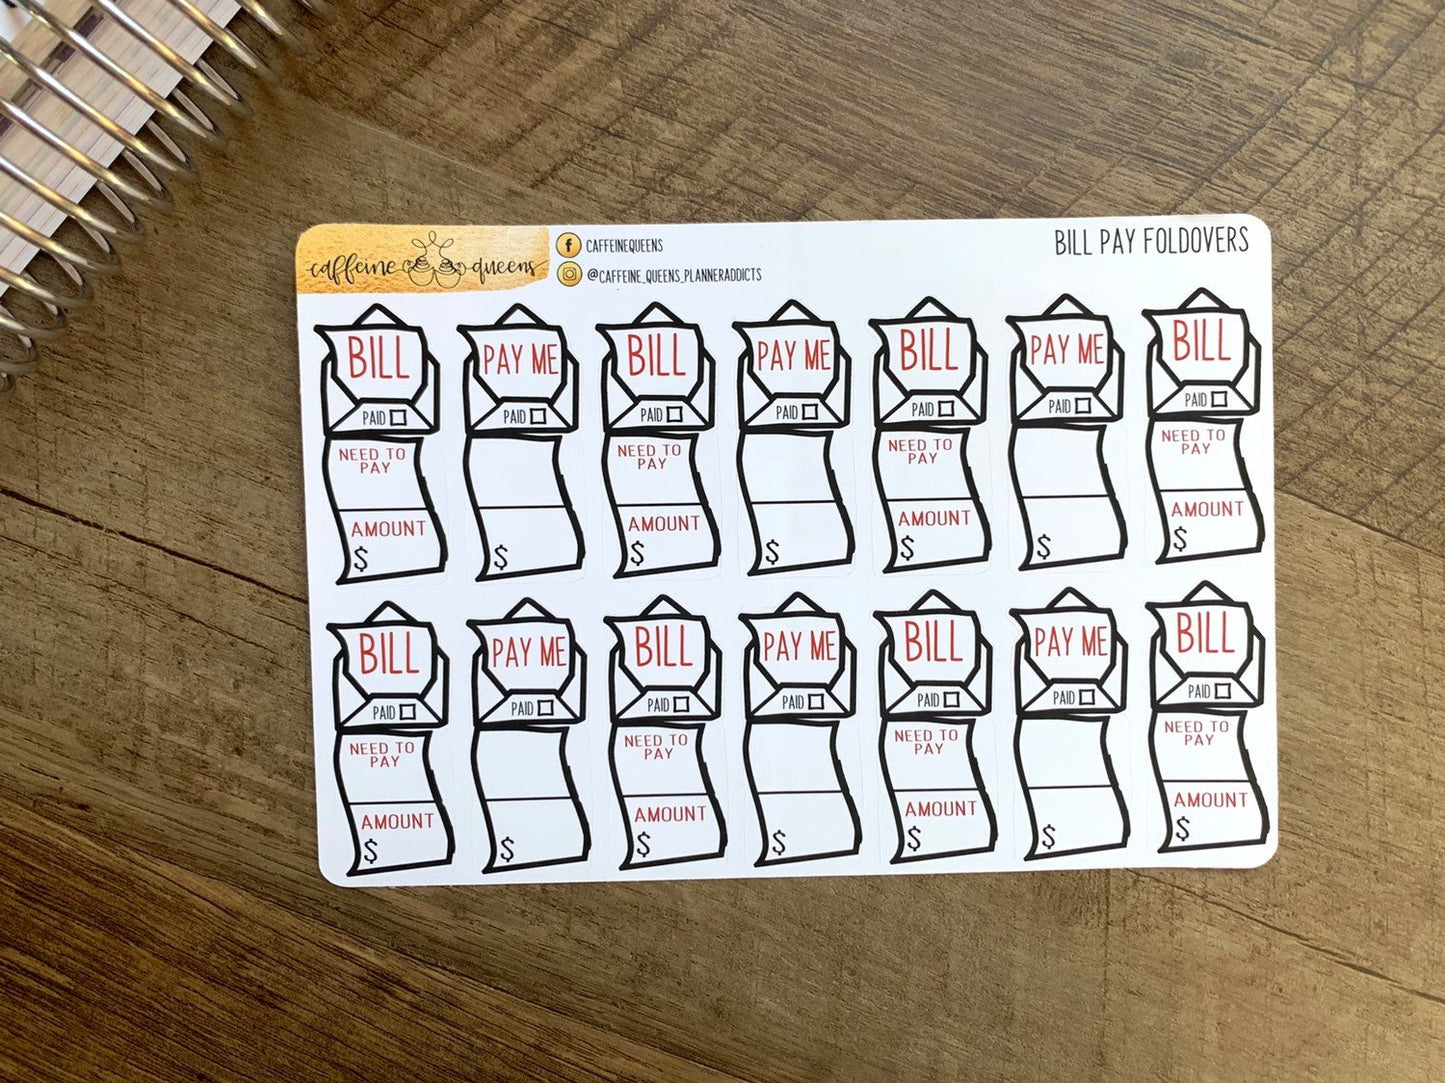 caffeine queens
CAFFEINEQUEENS
@CAFFEINE_QUEENS_PLANNERADDICTS
BILL PAY FOLDOVERS
BILL PAY ME BILL PAY ME BILL PAY ME BILL
PAID PAID PAID PAID PAID PAID PAID
NEED TO NEED TO NEED TO NEED TO
PAY PAY PAY PAY
AMOUNT AMOUNT AMOUNT AMOUNT
$ $ $ $ $ $ $
BILL PAY ME BILL PAY ME BILL PAY ME BILL
PAID PAID PAID PAID PAID PAID PAID
NEED TO NEED TO NEED TO NEED TO
PAY PAY PAY PAY
AMOUNT AMOUNT AMOUNT AMOUNT
$ $ $ $ $ $ $